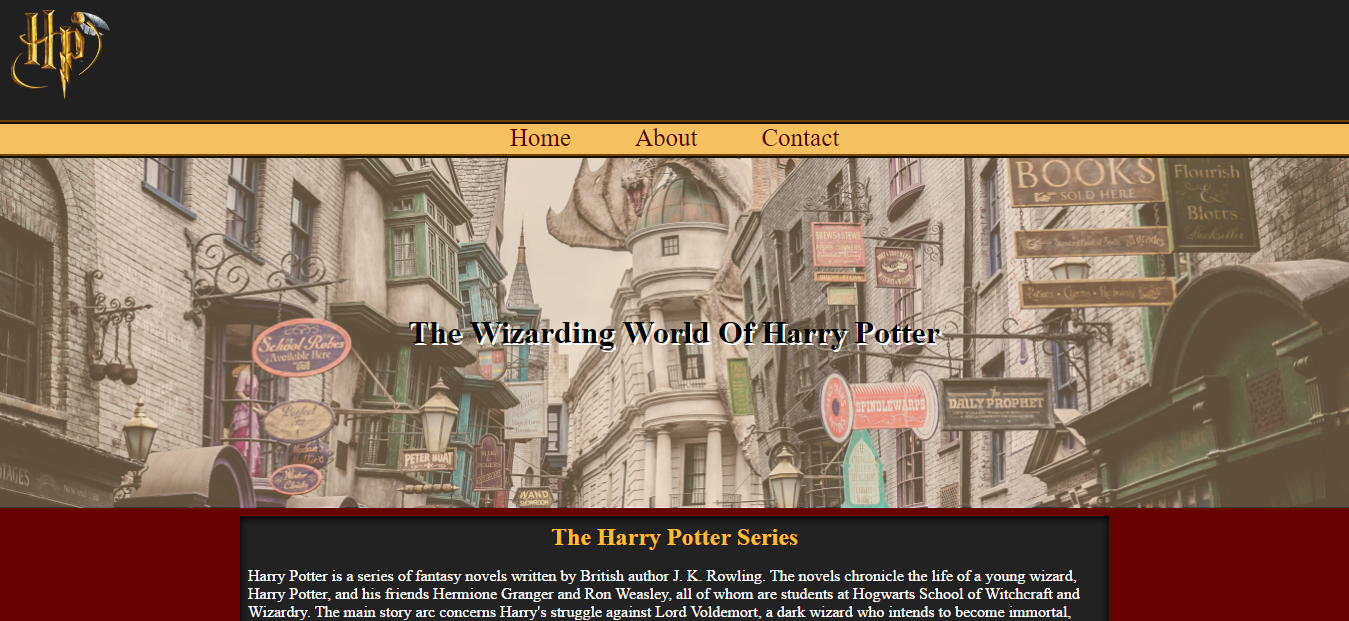 Hp
Home About Contact
BOOKS
SOLD HERE
Flourish
&
Blotts
School Robes
Available Here
The Wizarding World Of Harry Potter
SPINDLEWARPS
DAILY PROPHET
PETER BOAT
WAND
SHOWROOM
The Harry Potter Series
Harry Potter is a series of fantasy novels written by British author J. K. Rowling. The novels chronicle the life of a young wizard,
Harry Potter, and his friends Hermione Granger and Ron Weasley, all of whom are students at Hogwarts School of Witchcraft and
Wizardry. The main story arc concerns Harry's struggle against Lord Voldemort, a dark wizard who intends to become immortal,